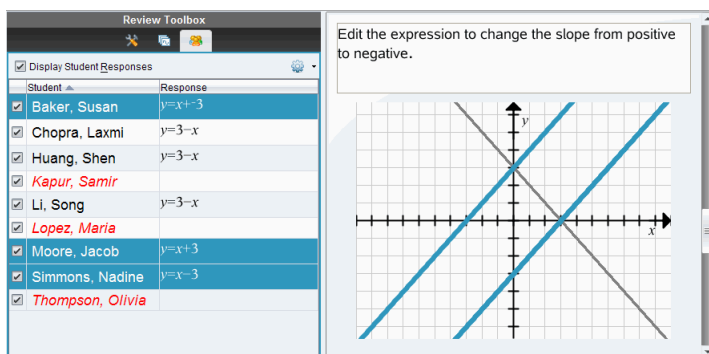 Review Toolbox
Display Student Responses
Student Response
Baker, Susan y=x+⁻3
Chopra, Laxmi y=3−x
Huang, Shen y=3−x
Kapur, Samir
Li, Song y=3−x
Lopez, Maria
Moore, Jacob y=x+3
Simmons, Nadine y=x−3
Thompson, Olivia
Edit the expression to change the slope from positive
to negative.
y
x